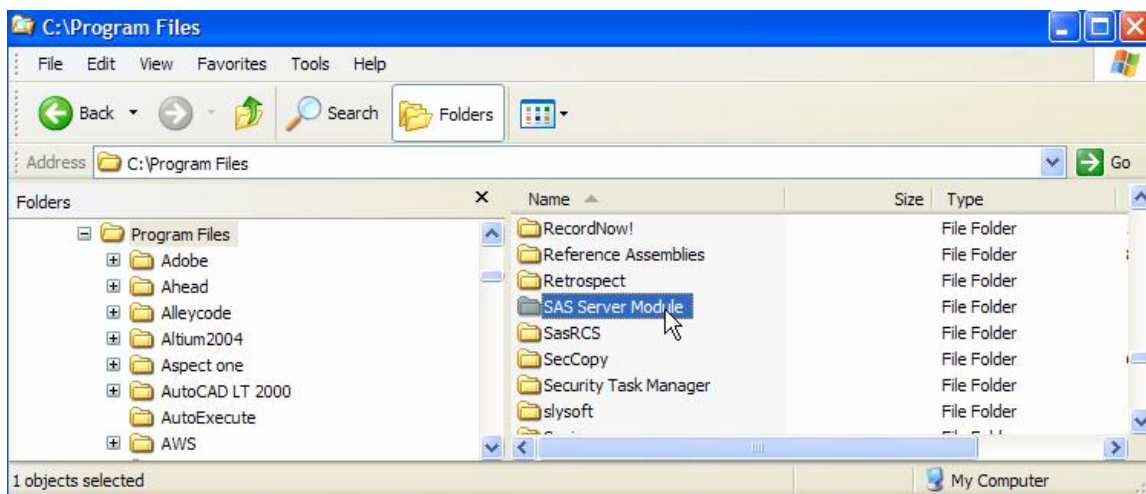 C:\Program Files
File Edit View Favorites Tools Help
Back Search Folders
Address C:\Program Files Go
Folders
Program Files
Adobe
Ahead
Alleycode
Altium2004
Aspect one
AutoCAD LT 2000
AutoExecute
AWS
Name Size Type
RecordNow! File Folder
Reference Assemblies File Folder
Retrospect File Folder
SAS Server Module File Folder
SasRCS File Folder
SecCopy File Folder
Security Task Manager File Folder
slysoft File Folder
1 objects selected My Computer